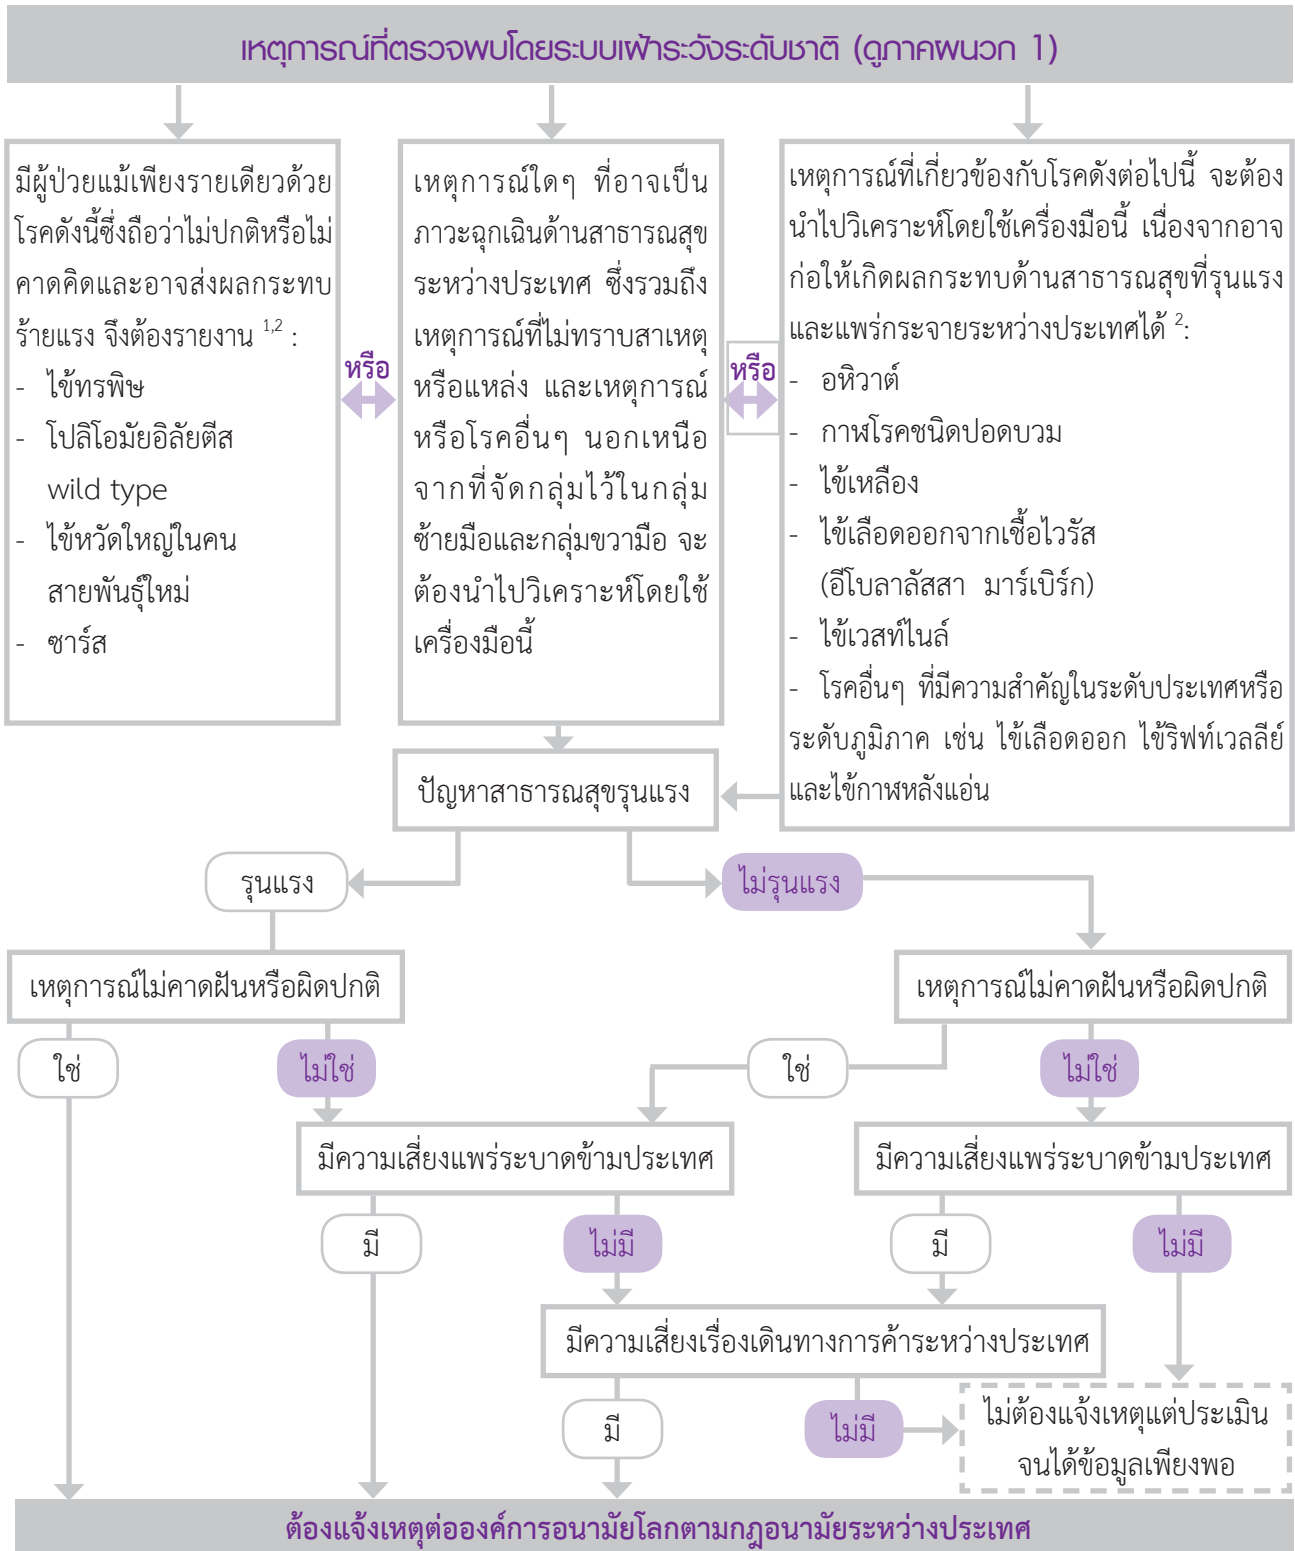 เหตุการณ์ที่ตรวจพบโดยระบบเฝ้าระวังระดับชาติ (ดูภาคผนวก 1)
มีผู้ป่วยแม้เพียงรายเดียวด้วย
โรคดังนี้ซึ่งถือว่าไม่ปกติหรือไม่
คาดคิดและอาจส่งผลกระทบ
ร้ายแรง จึงต้องรายงาน 1,2 :
- ไข้ทรพิษ
- โปลิโอมัยอิลัยตีส
wild type
- ไข้หวัดใหญ่ในคน
สายพันธุ์ใหม่
- ซาร์ส
หรือ
เหตุการณ์ใดๆ ที่อาจเป็น
ภาวะฉุกเฉินด้านสาธารณสุข
ระหว่างประเทศ ซึ่งรวมถึง
เหตุการณ์ที่ไม่ทราบสาเหตุ
หรือแหล่ง และเหตุการณ์
หรือโรคอื่นๆ นอกเหนือ
จากที่จัดกลุ่มไว้ในกลุ่ม
ซ้ายมือและกลุ่มขวามือ จะ
ต้องนำไปวิเคราะห์โดยใช้
เครื่องมือนี้
หรือ
เหตุการณ์ที่เกี่ยวข้องกับโรคดังต่อไปนี้ จะต้อง
นำไปวิเคราะห์โดยใช้เครื่องมือนี้ เนื่องจากอาจ
ก่อให้เกิดผลกระทบด้านสาธารณสุขที่รุนแรง
และแพร่กระจายระหว่างประเทศได้ 2:
- อหิวาต์
- กาฬโรคชนิดปอดบวม
- ไข้เหลือง
- ไข้เลือดออกจากเชื้อไวรัส
(อีโบลาลัสสา มาร์เบิร์ก)
- ไข้เวสท์ไนล์
- โรคอื่นๆ ที่มีความสำคัญในระดับประเทศหรือ
ระดับภูมิภาค เช่น ไข้เลือดออก ไข้ริฟท์เวลลีย์
และไข้กาฬหลังแอ่น
ปัญหาสาธารณสุขรุนแรง
รุนแรง
ไม่รุนแรง
เหตุการณ์ไม่คาดฝันหรือผิดปกติ
เหตุการณ์ไม่คาดฝันหรือผิดปกติ
ใช่
ไม่ใช่
ใช่
ไม่ใช่
มีความเสี่ยงแพร่ระบาดข้ามประเทศ
มีความเสี่ยงแพร่ระบาดข้ามประเทศ
มี
ไม่มี
มี
ไม่มี
มีความเสี่ยงเรื่องเดินทางการค้าระหว่างประเทศ
มี
ไม่มี
ไม่ต้องแจ้งเหตุแต่ประเมิน
จนได้ข้อมูลเพียงพอ
ต้องแจ้งเหตุต่อองค์การอนามัยโลกตามกฎอนามัยระหว่างประเทศ